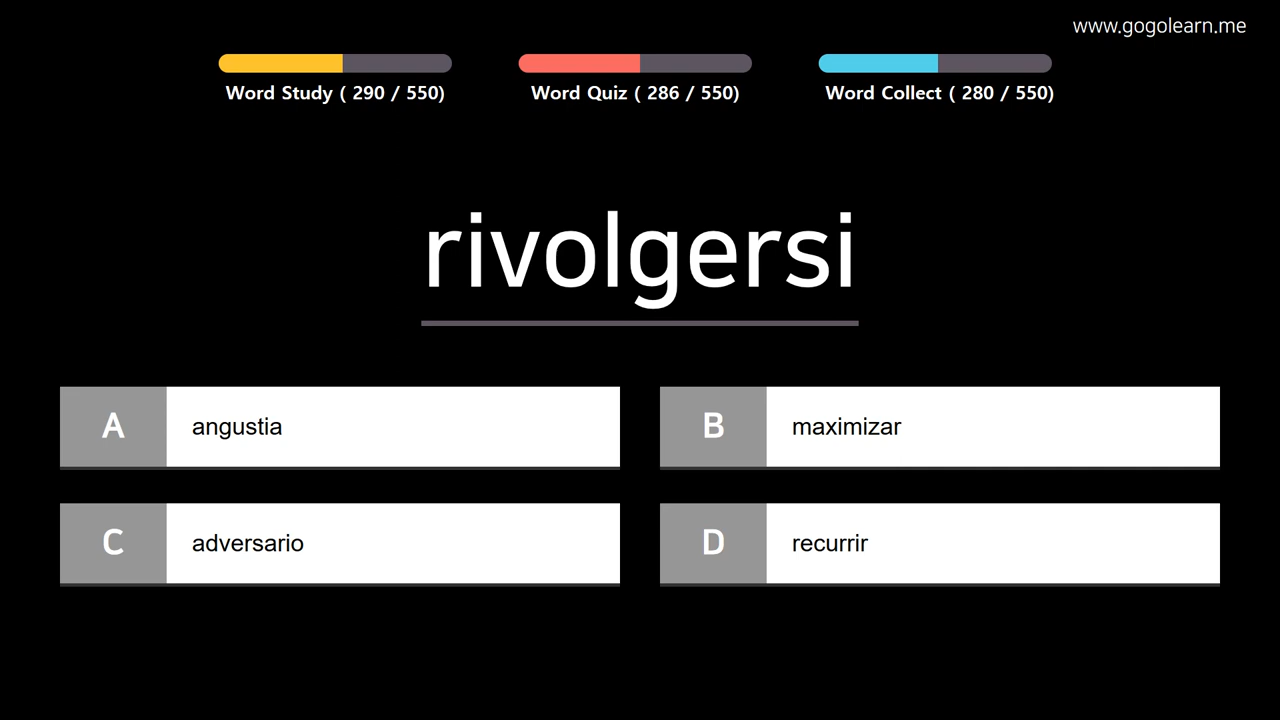 www.gogolearn.me
Word Study ( 290 / 550)
Word Quiz ( 286 / 550)
Word Collect ( 280 / 550)
rivolgersi
A angustia
B maximizar
C adversario
D recurrir